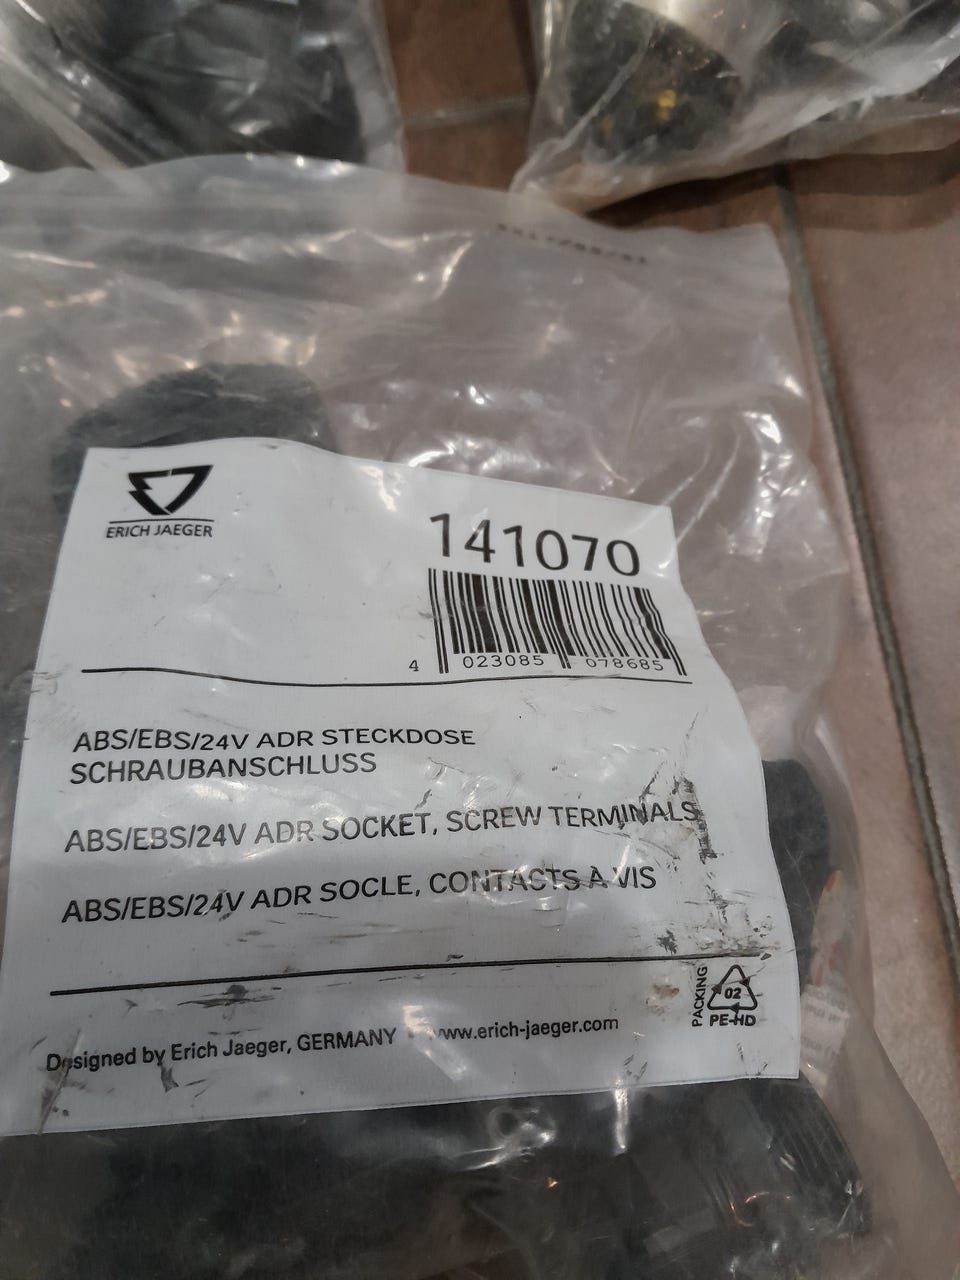 ERICH JAEGER
141070
4 023085 078685
ABS/EBS/24V ADR STECKDOSE
SCHRAUBANSCHLUSS
ABS/EBS/24V ADR SOCKET, SCREW TERMINALS
ABS/EBS/24V ADR SOCLE, CONTACTS À VIS
PACKING
02
PE-HD
Designed by Erich Jaeger, GERMANY · www.erich-jaeger.com